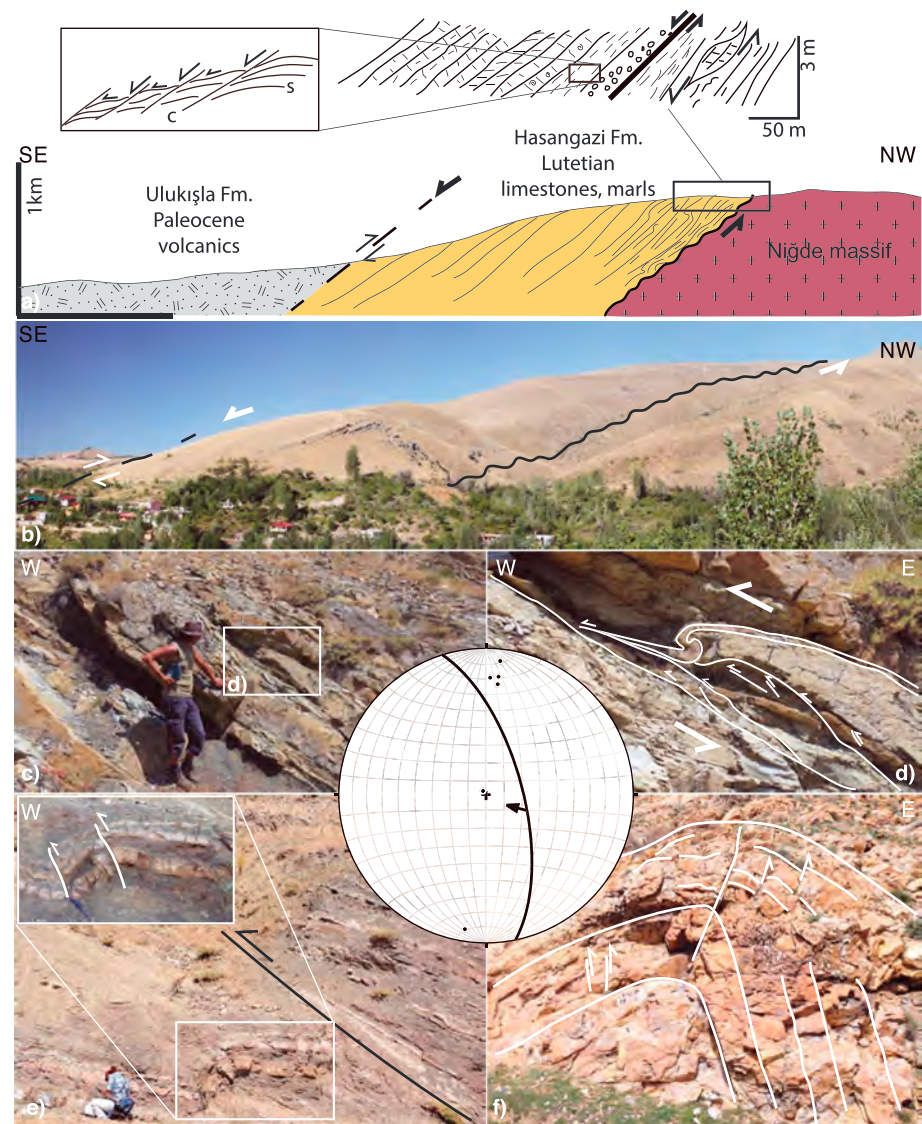 S
C
3 m
50 m
SE
NW
1km
Ulukışla Fm.
Paleocene
volcanics
Hasangazi Fm.
Lutetian
limestones, marls
Niğde massif
a)
SE
NW
b)
W
d)
c)
W
E
d)
W
e)
E
f)